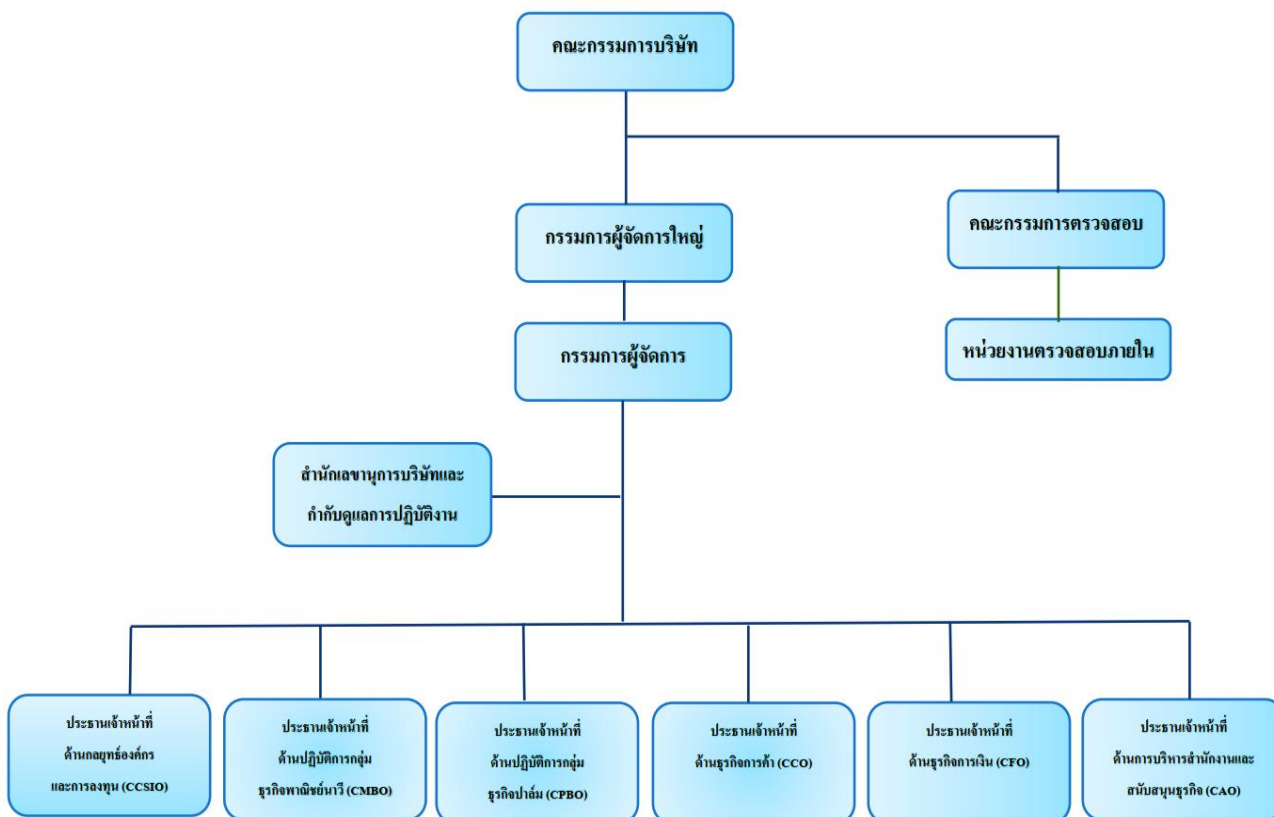 คณะกรรมการบริษัท
กรรมการผู้จัดการใหญ่
คณะกรรมการตรวจสอบ
กรรมการผู้จัดการ
หน่วยงานตรวจสอบภายใน
สำนักเลขานุการบริษัทและ
กำกับดูแลการปฏิบัติงาน
ประธานเจ้าหน้าที่
ด้านกลยุทธ์องค์กร
และการลงทุน (CCSIO)
ประธานเจ้าหน้าที่
ด้านปฏิบัติการกลุ่ม
ธุรกิจพาณิชย์นาวี (CMBO)
ประธานเจ้าหน้าที่
ด้านปฏิบัติการกลุ่ม
ธุรกิจปาล์ม (CPBO)
ประธานเจ้าหน้าที่
ด้านธุรกิจการค้า (CCO)
ประธานเจ้าหน้าที่
ด้านธุรกิจการเงิน (CFO)
ประธานเจ้าหน้าที่
ด้านการบริหารสำนักงานและ
สนับสนุนธุรกิจ (CAO)